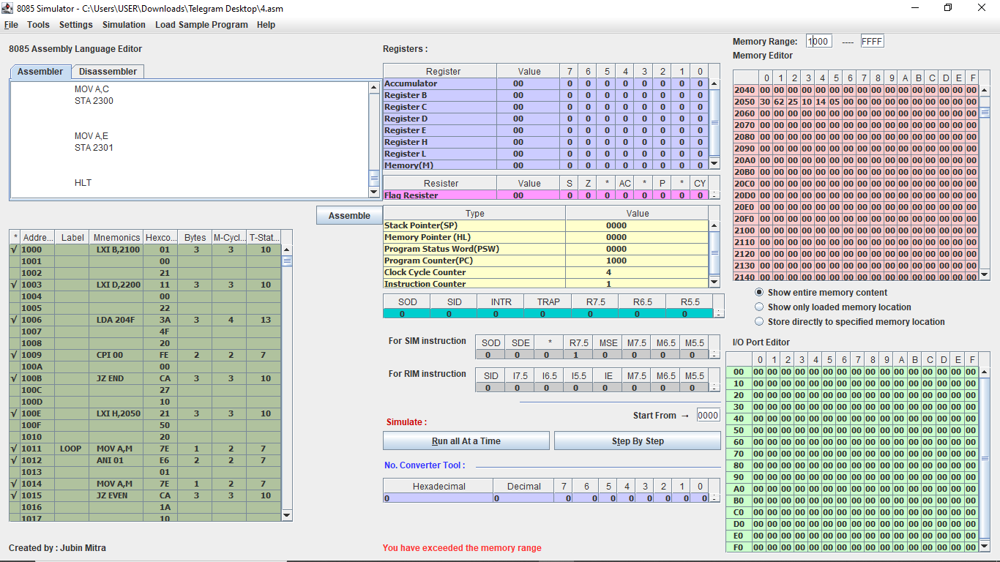 8085 Simulator - C:\Users\USER\Downloads\Telegram Desktop\4.asm
File Tools Settings Simulation Load Sample Program Help
8085 Assembly Language Editor
Assembler Disassembler
MOV A,C
STA 2300
MOV A,E
STA 2301
HLT
Assemble
* Addre... Label Mnemonics Hexco... Bytes M-Cycl... T-Stat...
√ 1000 LXI B,2100 01 3 3 10
1001 00
1002 21
√ 1003 LXI D,2200 11 3 3 10
1004 00
1005 22
√ 1006 LDA 204F 3A 3 4 13
1007 4F
1008 20
√ 1009 CPI 00 FE 2 2 7
100A 00
√ 100B JZ END CA 3 3 10
100C 27
100D 10
√ 100E LXI H,2050 21 3 3 10
100F 50
1010 20
√ 1011 LOOP MOV A,M 7E 1 2 7
√ 1012 ANI 01 E6 2 2 7
1013 01
√ 1014 MOV A,M 7E 1 2 7
√ 1015 JZ EVEN CA 3 3 10
1016 1A
1017 10
Created by : Jubin Mitra
Registers :
Register Value 7 6 5 4 3 2 1 0
Accumulator 00 0 0 0 0 0 0 0 0
Register B 00 0 0 0 0 0 0 0 0
Register C 00 0 0 0 0 0 0 0 0
Register D 00 0 0 0 0 0 0 0 0
Register E 00 0 0 0 0 0 0 0 0
Register H 00 0 0 0 0 0 0 0 0
Register L 00 0 0 0 0 0 0 0 0
Memory(M) 00 0 0 0 0 0 0 0 0
Resister Value S Z * AC * P * CY
Flag Resister 00 0 0 0 0 0 0 0 0
Type Value
Stack Pointer(SP) 0000
Memory Pointer (HL) 0000
Program Status Word(PSW) 0000
Program Counter(PC) 1000
Clock Cycle Counter 4
Instruction Counter 1
SOD SID INTR TRAP R7.5 R6.5 R5.5
0 0 0 0 0 0 0
For SIM instruction
SOD SDE * R7.5 MSE M7.5 M6.5 M5.5
0 0 0 1 0 0 0 0
For RIM instruction
SID I7.5 I6.5 I5.5 IE M7.5 M6.5 M5.5
0 0 0 0 0 0 0 0
Start From → 0000
Simulate :
Run all At a Time Step By Step
No. Converter Tool :
Hexadecimal Decimal 7 6 5 4 3 2 1 0
0 0 0 0 0 0 0 0 0 0
You have exceeded the memory range
Memory Range: 1000 ---- FFFF
Memory Editor
0 1 2 3 4 5 6 7 8 9 A B C D E F
2040 00 00 00 00 00 00 00 00 00 00 00 00 00 00 00 00
2050 30 62 25 10 14 05 00 00 00 00 00 00 00 00 00 00
2060 00 00 00 00 00 00 00 00 00 00 00 00 00 00 00 00
2070 00 00 00 00 00 00 00 00 00 00 00 00 00 00 00 00
2080 00 00 00 00 00 00 00 00 00 00 00 00 00 00 00 00
2090 00 00 00 00 00 00 00 00 00 00 00 00 00 00 00 00
20A0 00 00 00 00 00 00 00 00 00 00 00 00 00 00 00 00
20B0 00 00 00 00 00 00 00 00 00 00 00 00 00 00 00 00
20C0 00 00 00 00 00 00 00 00 00 00 00 00 00 00 00 00
20D0 00 00 00 00 00 00 00 00 00 00 00 00 00 00 00 00
20E0 00 00 00 00 00 00 00 00 00 00 00 00 00 00 00 00
20F0 00 00 00 00 00 00 00 00 00 00 00 00 00 00 00 00
2100 00 00 00 00 00 00 00 00 00 00 00 00 00 00 00 00
2110 00 00 00 00 00 00 00 00 00 00 00 00 00 00 00 00
2120 00 00 00 00 00 00 00 00 00 00 00 00 00 00 00 00
2130 00 00 00 00 00 00 00 00 00 00 00 00 00 00 00 00
2140 00 00 00 00 00 00 00 00 00 00 00 00 00 00 00 00
Show entire memory content
Show only loaded memory location
Store directly to specified memory location
I/O Port Editor
0 1 2 3 4 5 6 7 8 9 A B C D E F
00 00 00 00 00 00 00 00 00 00 00 00 00 00 00 00 00
10 00 00 00 00 00 00 00 00 00 00 00 00 00 00 00 00
20 00 00 00 00 00 00 00 00 00 00 00 00 00 00 00 00
30 00 00 00 00 00 00 00 00 00 00 00 00 00 00 00 00
40 00 00 00 00 00 00 00 00 00 00 00 00 00 00 00 00
50 00 00 00 00 00 00 00 00 00 00 00 00 00 00 00 00
60 00 00 00 00 00 00 00 00 00 00 00 00 00 00 00 00
70 00 00 00 00 00 00 00 00 00 00 00 00 00 00 00 00
80 00 00 00 00 00 00 00 00 00 00 00 00 00 00 00 00
90 00 00 00 00 00 00 00 00 00 00 00 00 00 00 00 00
A0 00 00 00 00 00 00 00 00 00 00 00 00 00 00 00 00
B0 00 00 00 00 00 00 00 00 00 00 00 00 00 00 00 00
C0 00 00 00 00 00 00 00 00 00 00 00 00 00 00 00 00
D0 00 00 00 00 00 00 00 00 00 00 00 00 00 00 00 00
E0 00 00 00 00 00 00 00 00 00 00 00 00 00 00 00 00
F0 00 00 00 00 00 00 00 00 00 00 00 00 00 00 00 00